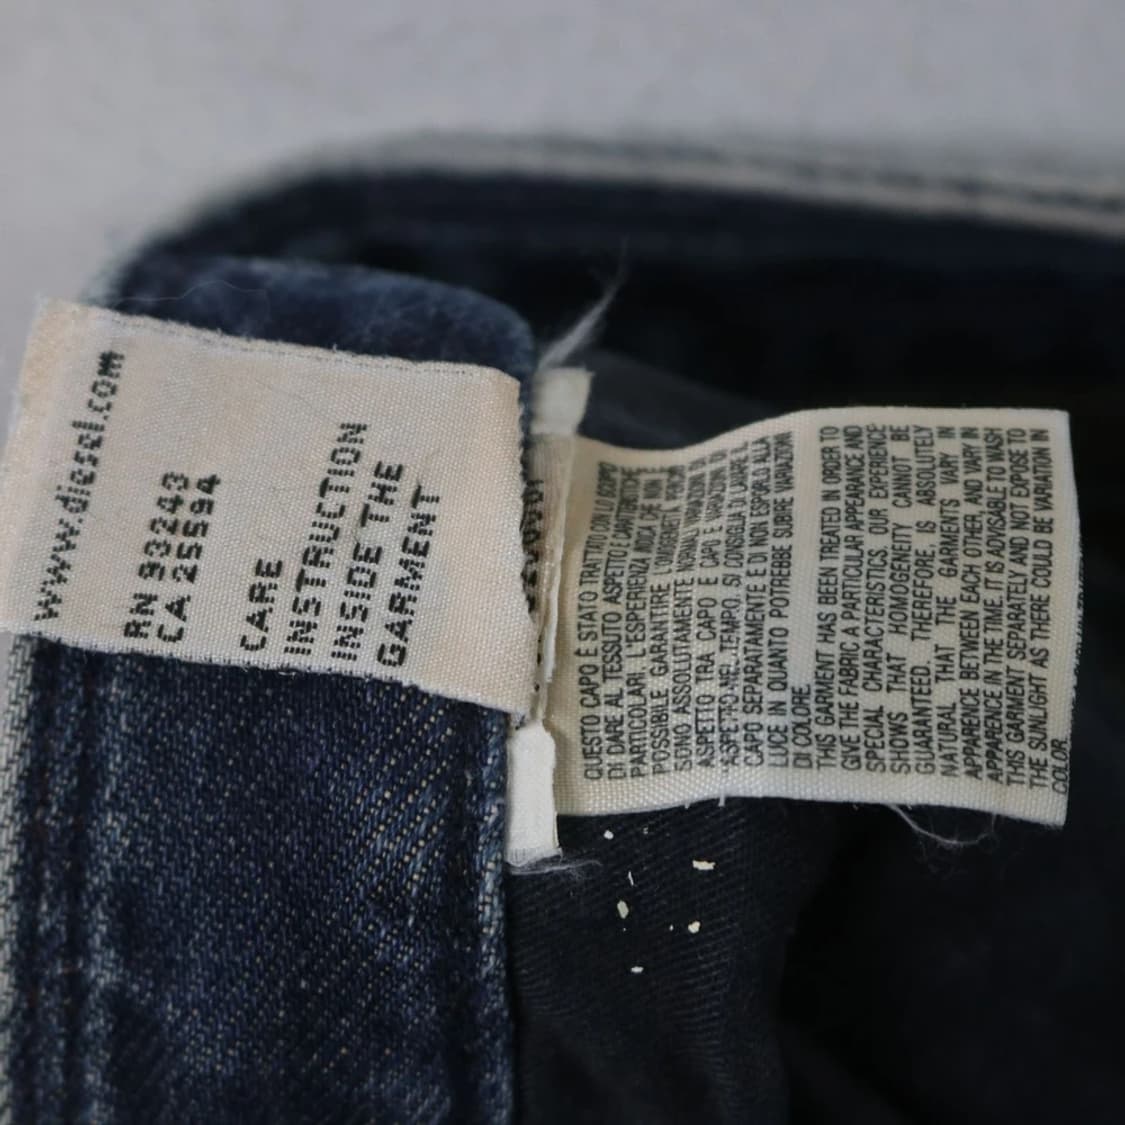 www.diesel.com
RN 93243
CA 25594
CARE
INSTRUCTION
INSIDE THE
GARMENT
QUESTO CAPO È STATO TRATTATO CON LO SCOPO
DI DARE AL TESSUTO ASPETTO E CARATTERISTICHE
PARTICOLARI. L'ESPERIENZA INDICA CHE NON È
POSSIBILE GARANTIRE L'OMOGENEITÀ PERCHÈ
SONO ASSOLUTAMENTE NORMALI VARIAZIONI DI
ASPETTO TRA CAPO E CAPO E VARIAZIONI DI
ASPETTO NEL TEMPO. SI CONSIGLIA DI LAVARE IL
CAPO SEPARATAMENTE E DI NON ESPORLO ALLA
LUCE IN QUANTO POTREBBE SUBIRE VARIAZIONI
DI COLORE.
THIS GARMENT HAS BEEN TREATED IN ORDER TO
GIVE THE FABRIC A PARTICULAR APPEARANCE AND
SPECIAL CHARACTERISTICS. OUR EXPERIENCE
SHOWS THAT HOMOGENEITY CANNOT BE
GUARANTEED. THEREFORE, IS ABSOLUTELY
NATURAL THAT THE GARMENTS VARY IN
APPARENCE BETWEEN EACH OTHER, AND VARY IN
APPARENCE IN THE TIME. IT IS ADVISABLE TO WASH
THIS GARMENT SEPARATELY AND NOT EXPOSE TO
THE SUNLIGHT AS THERE COULD BE VARIATION IN
COLOR.